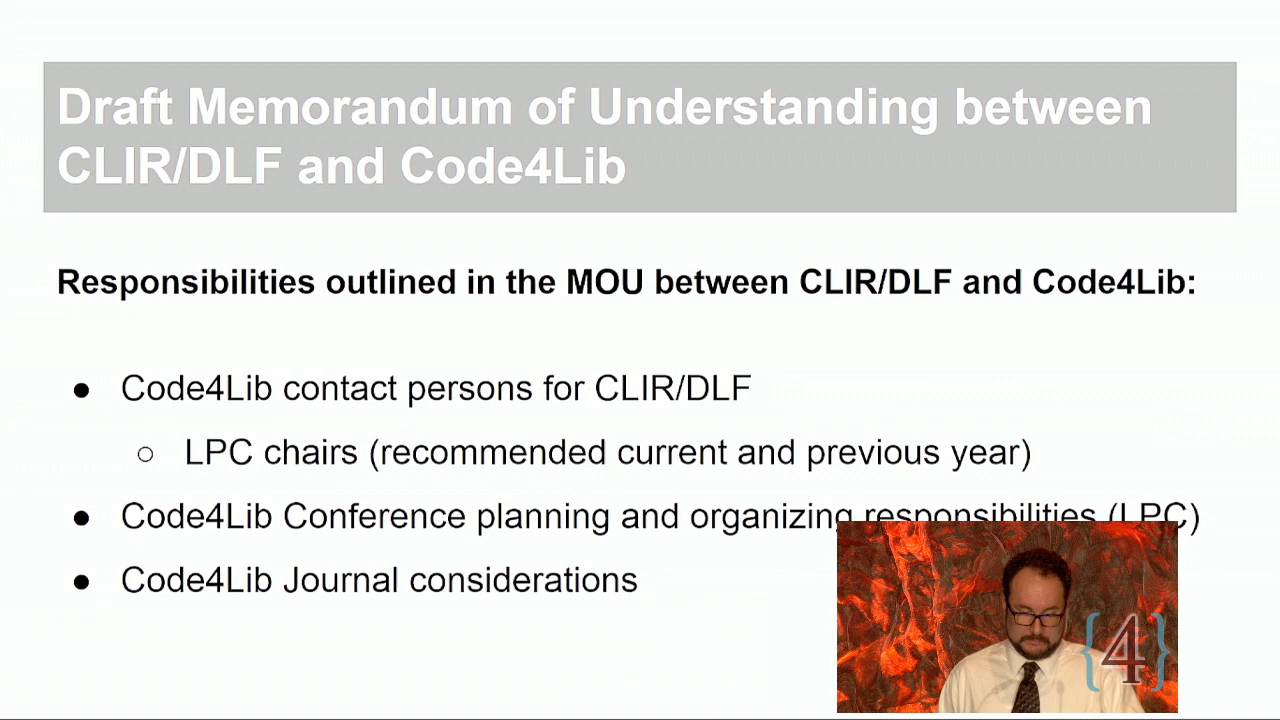 Draft Memorandum of Understanding between
CLIR/DLF and Code4Lib
Responsibilities outlined in the MOU between CLIR/DLF and Code4Lib:
● Code4Lib contact persons for CLIR/DLF
○ LPC chairs (recommended current and previous year)
● Code4Lib Conference planning and organizing responsibilities (LPC)
● Code4Lib Journal considerations
{4}